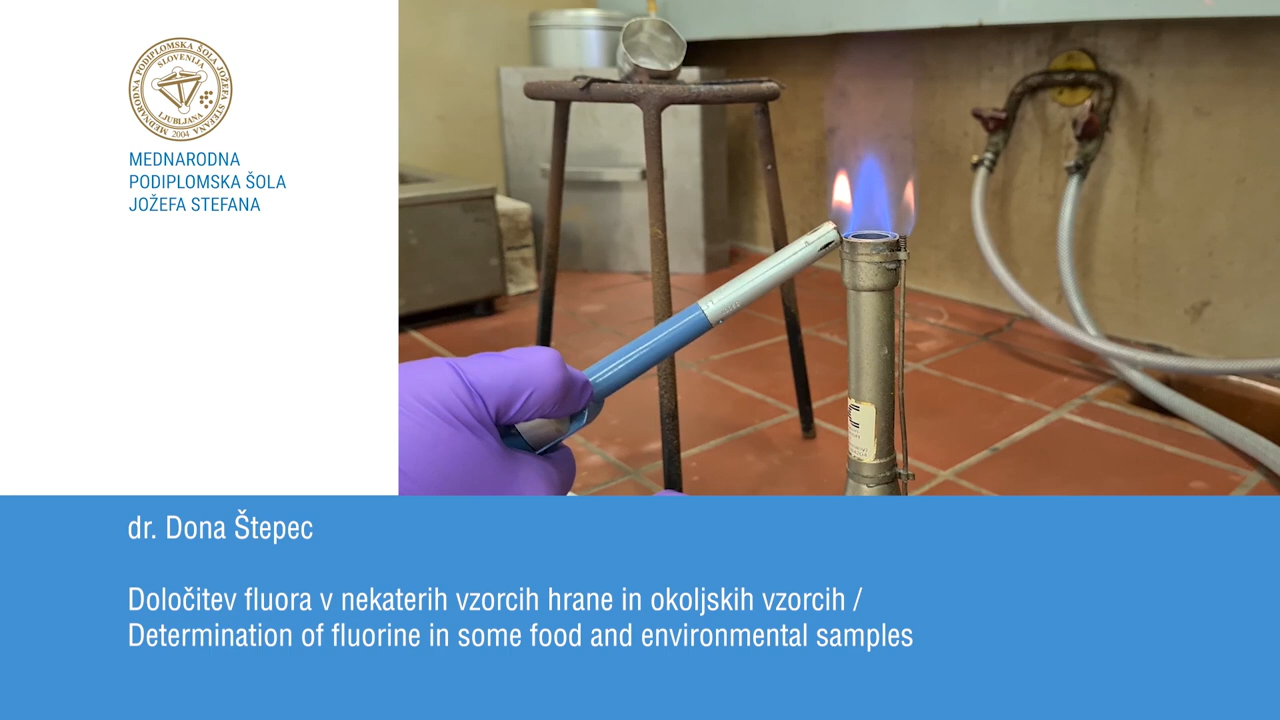 MEDNARODNA PODIPLOMSKA ŠOLA JOŽEFA STEFANA
SLOVENIJA
LJUBLJANA
2004
MEDNARODNA
PODIPLOMSKA ŠOLA
JOŽEFA STEFANA
dr. Dona Štepec
Določitev fluora v nekaterih vzorcih hrane in okoljskih vzorcih /
Determination of fluorine in some food and environmental samples